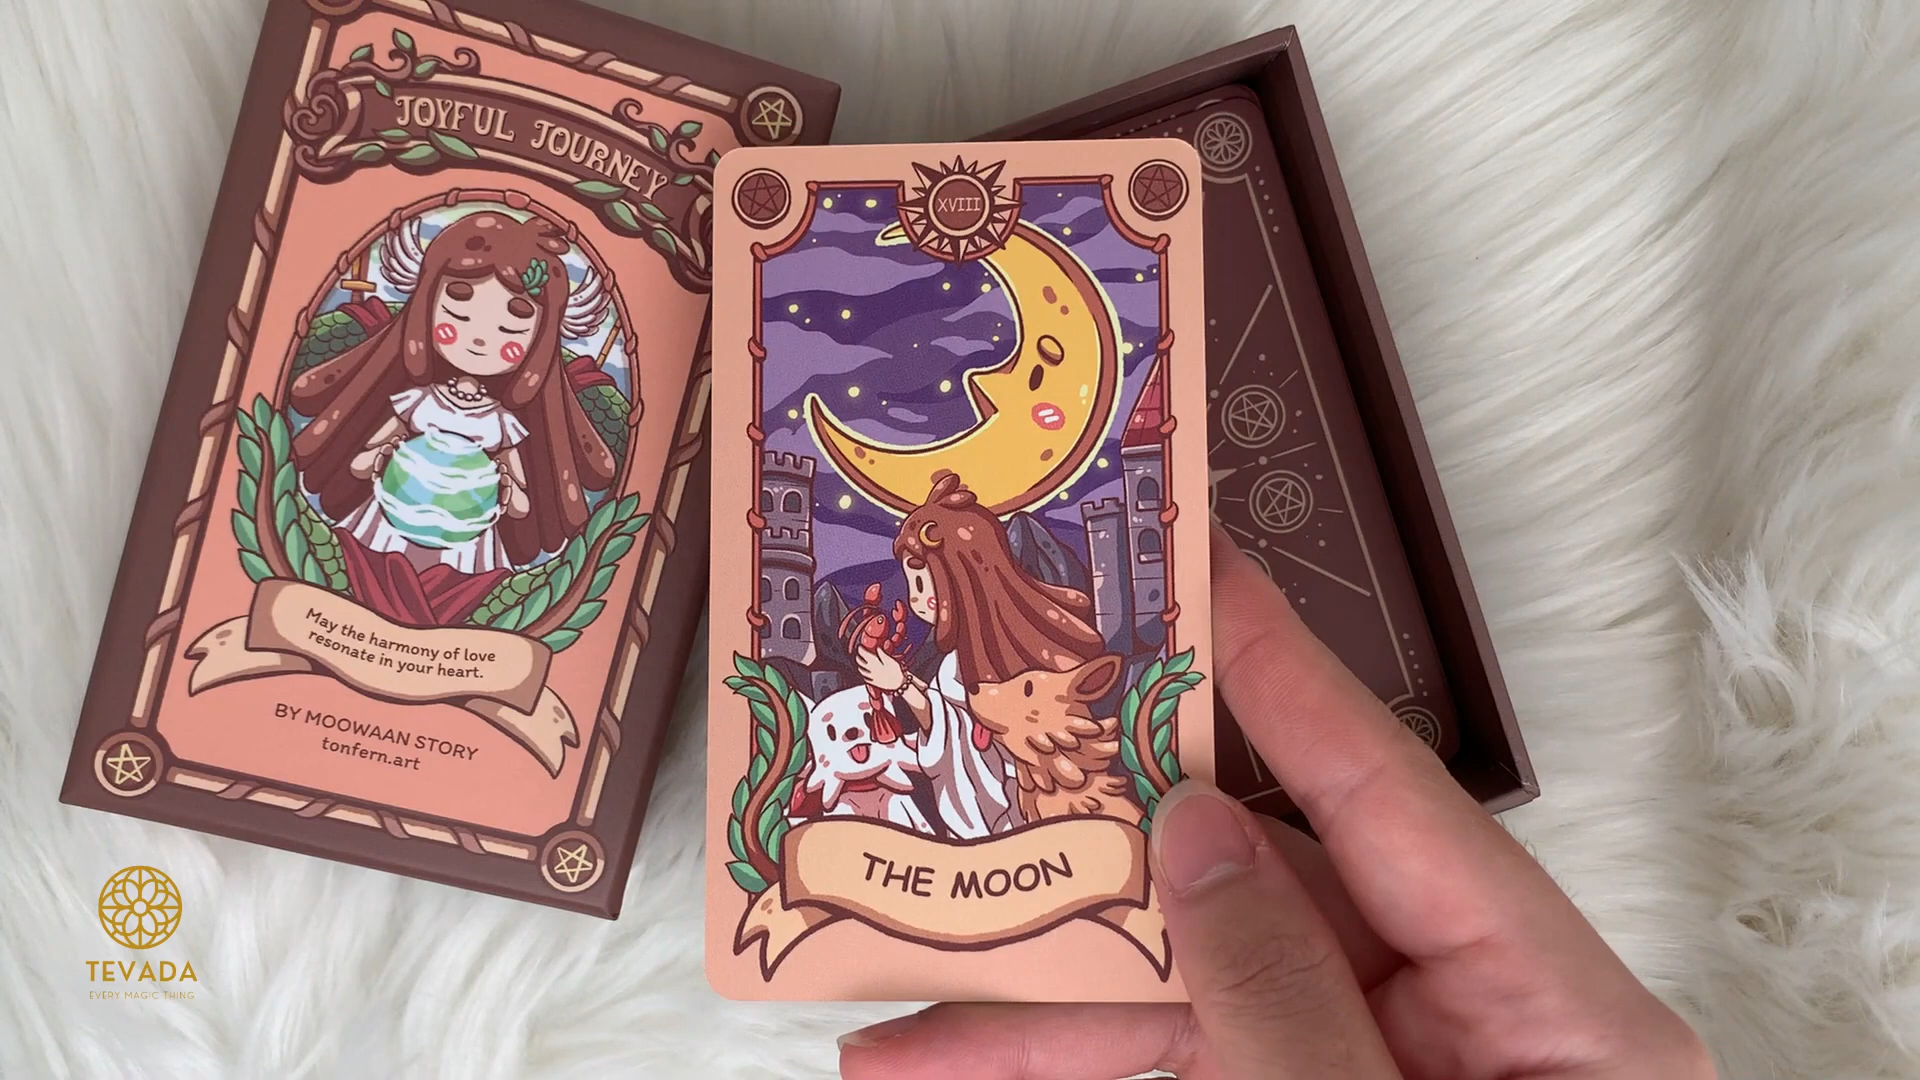 JOYFUL JOURNEY
May the harmony of love
resonate in your heart.
BY MOOWAAN STORY
tonfern.art
XVIII
THE MOON
TEVADA
EVERY MAGIC THING